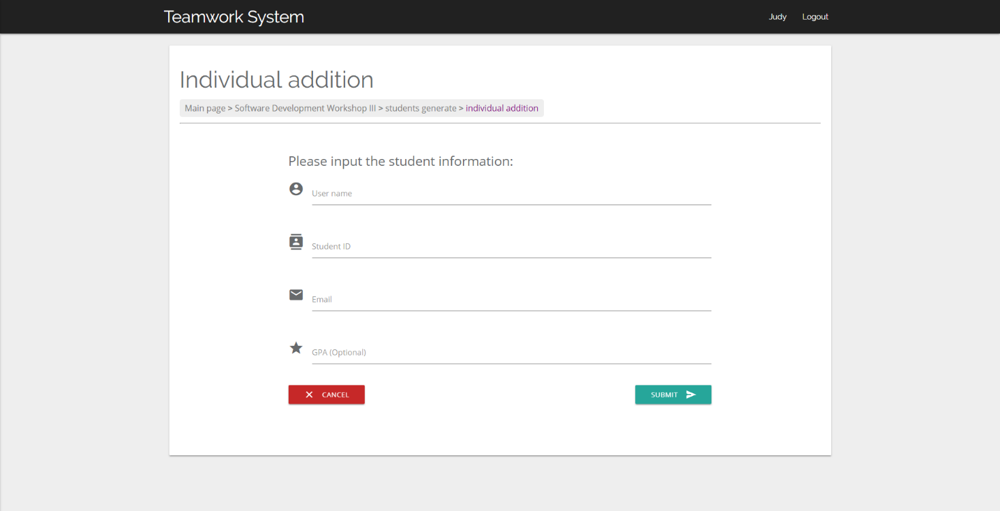 Teamwork System
Judy
Logout
Individual addition
Main page > Software Development Workshop III > students generate > individual addition
Please input the student information:
User name
Student ID
Email
GPA (Optional)
CANCEL
SUBMIT